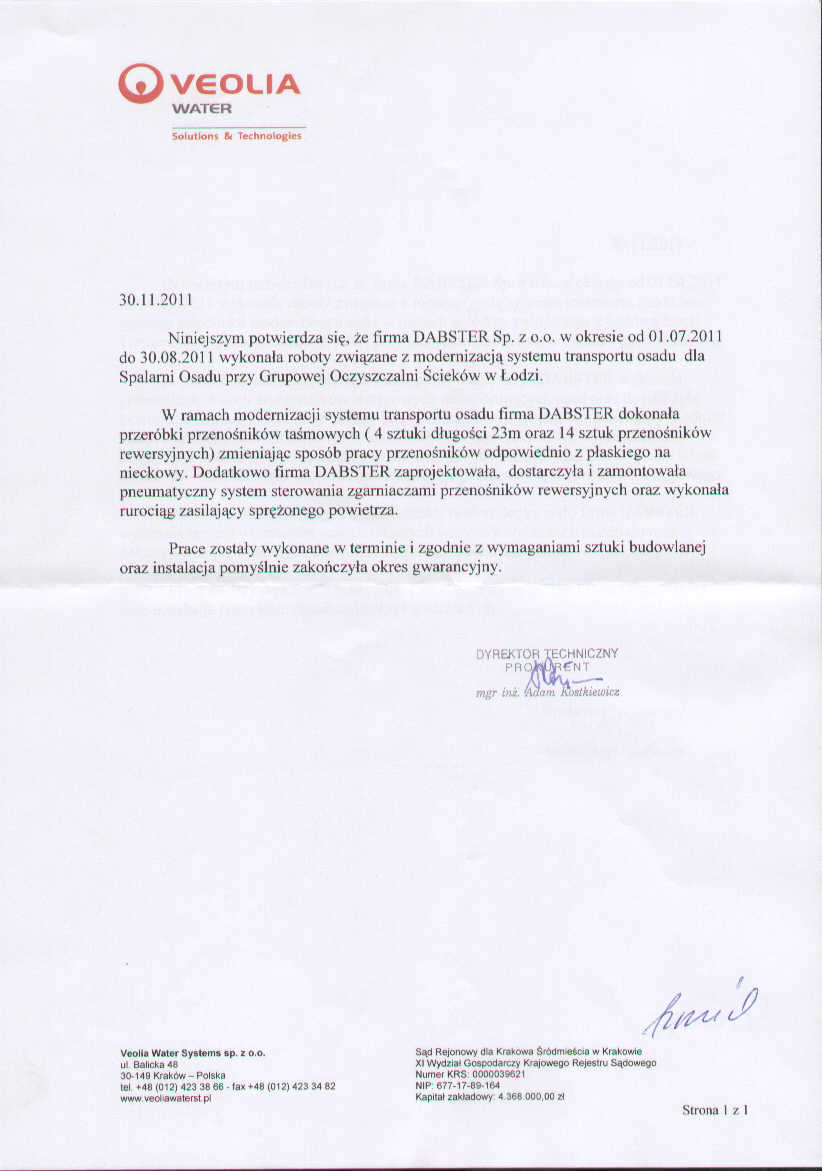 VEOLIA
WATER
Solutions & Technologies
30.11.2011
Niniejszym potwierdza się, że firma DABSTER Sp. z o.o. w okresie od 01.07.2011
do 30.08.2011 wykonała roboty związane z modernizacją systemu transportu osadu dla
Spalarni Osadu przy Grupowej Oczyszczalni Ścieków w Łodzi.
W ramach modernizacji systemu transportu osadu firma DABSTER dokonała
przeróbki przenośników taśmowych ( 4 sztuki długości 23m oraz 14 sztuk przenośników
rewersyjnych) zmieniając sposób pracy przenośników odpowiednio z płaskiego na
nieckowy. Dodatkowo firma DABSTER zaprojektowała, dostarczyła i zamontowała
pneumatyczny system sterowania zgarniaczami przenośników rewersyjnych oraz wykonała
rurociąg zasilający sprężonego powietrza.
Prace zostały wykonane w terminie i zgodnie z wymaganiami sztuki budowlanej
oraz instalacja pomyślnie zakończyła okres gwarancyjny.
DYREKTOR TECHNICZNY
PROKURENT
mgr inż. Adam Kostkiewicz
Veolia Water Systems sp. z o.o.
ul. Balicka 48
30-149 Kraków – Polska
tel. +48 (012) 423 38 66 - fax +48 (012) 423 34 82
www.veoliawaterst.pl
Sąd Rejonowy dla Krakowa Śródmieścia w Krakowie
XI Wydział Gospodarczy Krajowego Rejestru Sądowego
Numer KRS: 0000039621
NIP: 677-17-89-164
Kapitał zakładowy: 4.368.000,00 zł
Strona 1 z 1